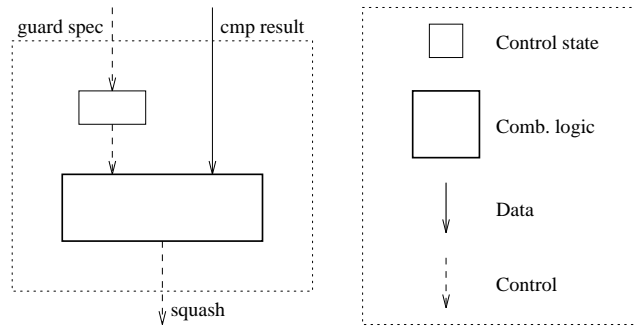 guard spec
cmp result
squash
Control state
Comb. logic
Data
Control